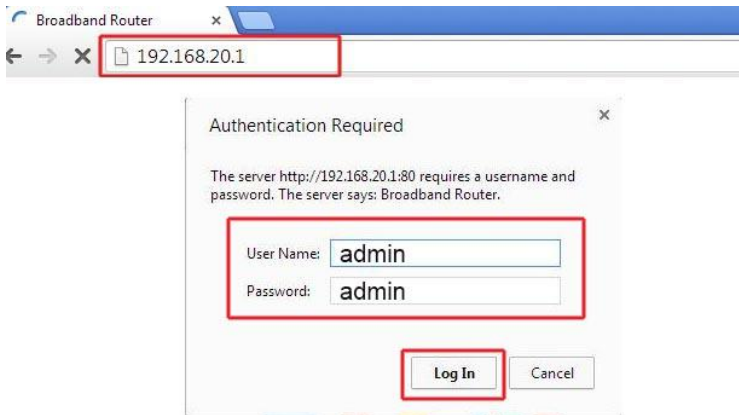 Broadband Router
192.168.20.1
Authentication Required
The server http://192.168.20.1:80 requires a username and
password. The server says: Broadband Router.
User Name: admin
Password: admin
Log In Cancel